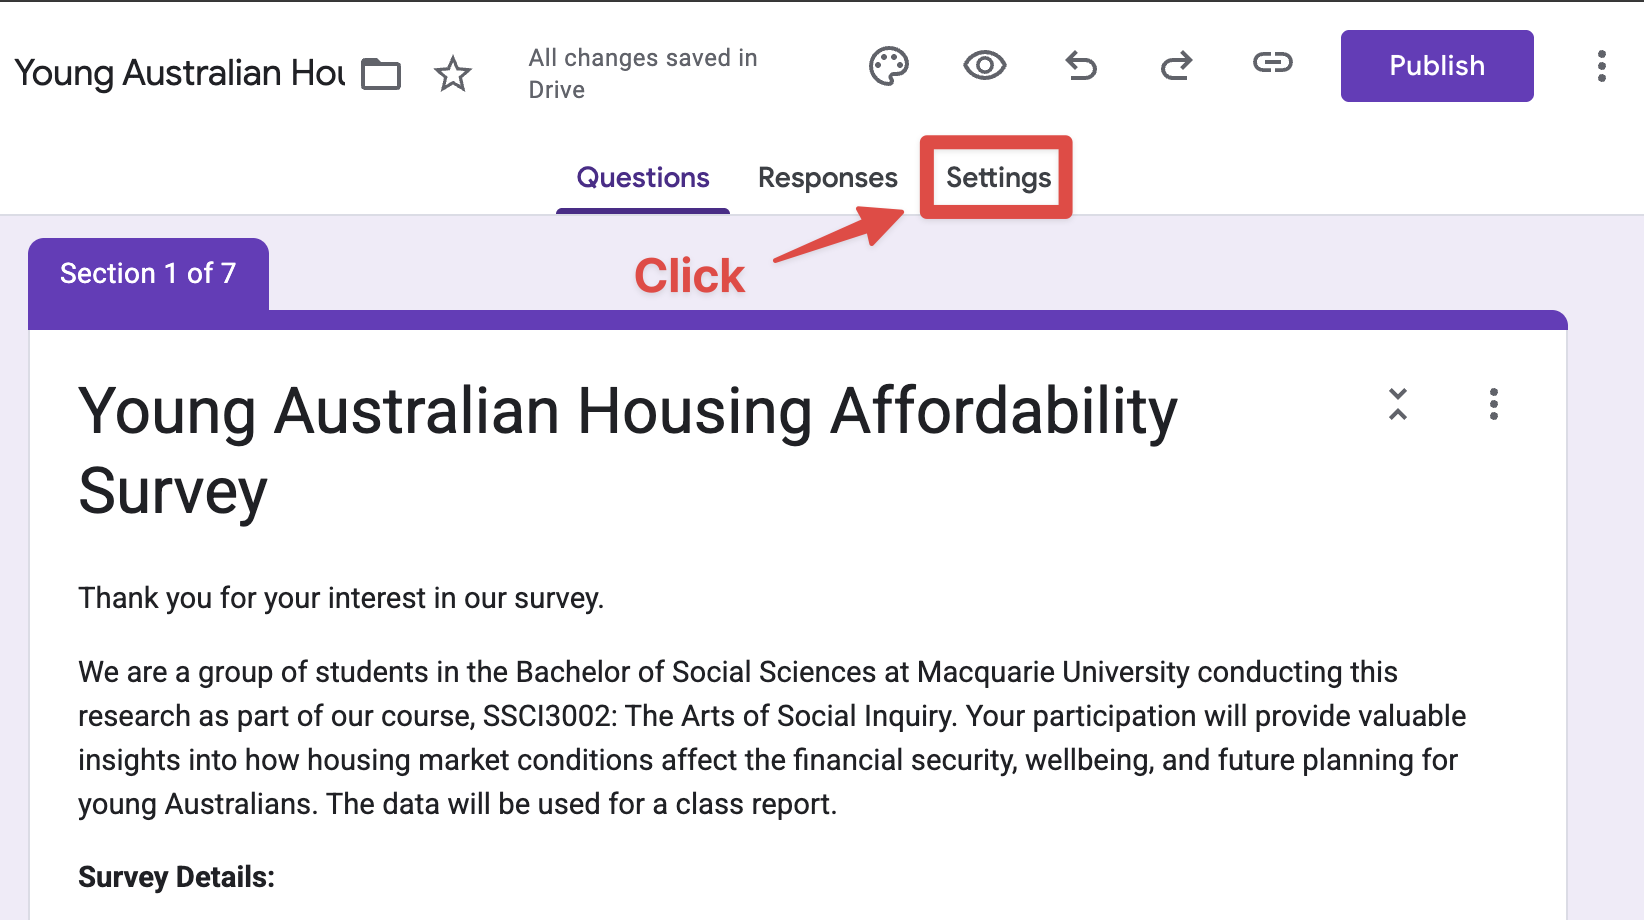 Young Australian Hou
All changes saved in
Drive
Publish
Questions
Responses
Settings
Click
Section 1 of 7
Young Australian Housing Affordability
Survey
Thank you for your interest in our survey.
We are a group of students in the Bachelor of Social Sciences at Macquarie University conducting this
research as part of our course, SSCI3002: The Arts of Social Inquiry. Your participation will provide valuable
insights into how housing market conditions affect the financial security, wellbeing, and future planning for
young Australians. The data will be used for a class report.
Survey Details: